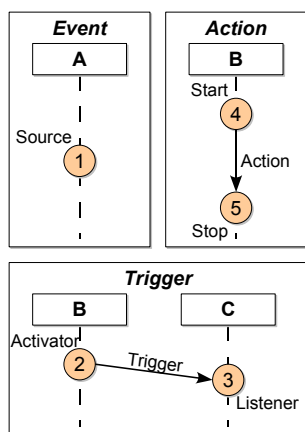 Event
A
Source
1
Action
B
Start
4
Action
5
Stop
Trigger
B
C
Activator
2
Trigger
3
Listener